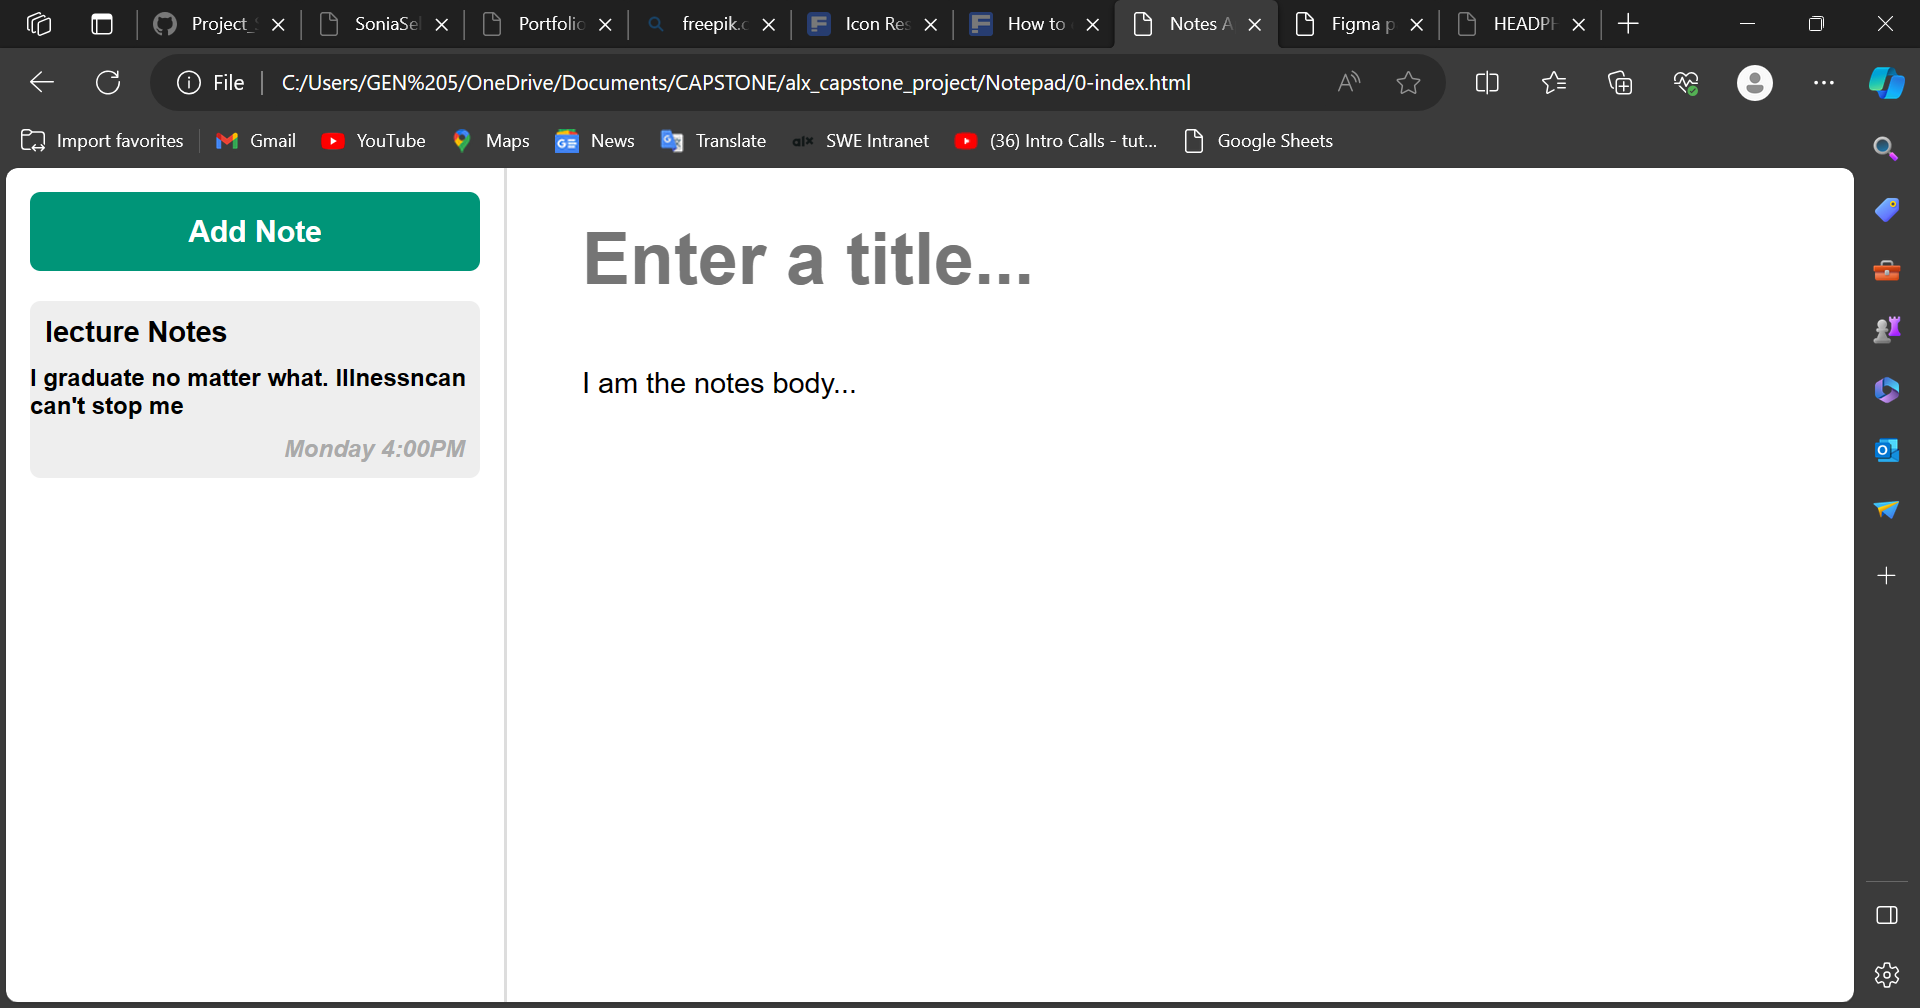 Project_ SoniaSel Portfolio freepik.c Icon Res How to Notes A Figma p HEADPH
File C:/Users/GEN%205/OneDrive/Documents/CAPSTONE/alx_capstone_project/Notepad/0-index.html
Import favorites Gmail YouTube Maps News Translate alx SWE Intranet (36) Intro Calls - tut... Google Sheets
Add Note
lecture Notes
I graduate no matter what. Illnessncan
can't stop me
Monday 4:00PM
Enter a title...
I am the notes body...